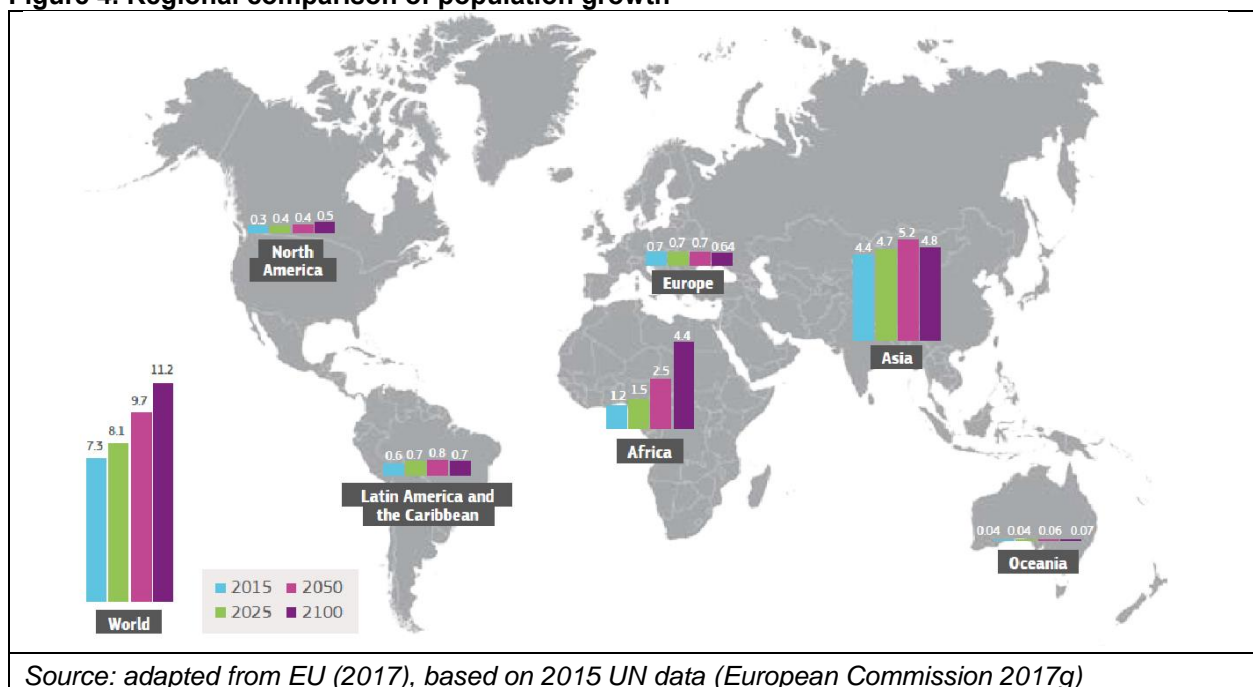 Figure 4. Regional comparison of population growth
0.3 0.4 0.4 0.5
North
America
0.7 0.7 0.7 0.64
Europe
4.4 4.7 5.2 4.8
Asia
1.2 1.5 2.5 4.4
Africa
7.3 8.1 9.7 11.2
World
0.6 0.7 0.8 0.7
Latin America and
the Caribbean
0.04 0.04 0.06 0.07
Oceania
2015 2050
2025 2100
Source: adapted from EU (2017), based on 2015 UN data (European Commission 2017g)